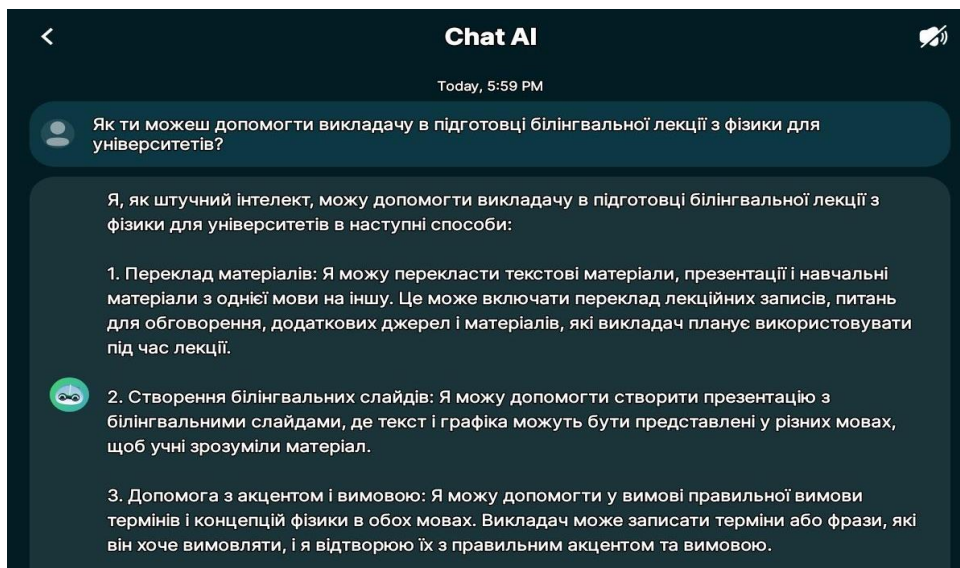 Chat AI
Today, 5:59 PM
Як ти можеш допомогти викладачу в підготовці білінгвальної лекції з фізики для
університетів?
Я, як штучний інтелект, можу допомогти викладачу в підготовці білінгвальної лекції з
фізики для університетів в наступні способи:
1. Переклад матеріалів: Я можу перекласти текстові матеріали, презентації і навчальні
матеріали з однієї мови на іншу. Це може включати переклад лекційних записів, питань
для обговорення, додаткових джерел і матеріалів, які викладач планує використовувати
під час лекції.
2. Створення білінгвальних слайдів: Я можу допомогти створити презентацію з
білінгвальними слайдами, де текст і графіка можуть бути представлені у різних мовах,
щоб учні зрозуміли матеріал.
3. Допомога з акцентом і вимовою: Я можу допомогти у вимові правильної вимови
термінів і концепцій фізики в обох мовах. Викладач може записати терміни або фрази, які
він хоче вимовляти, і я відтворюю їх з правильним акцентом та вимовою.